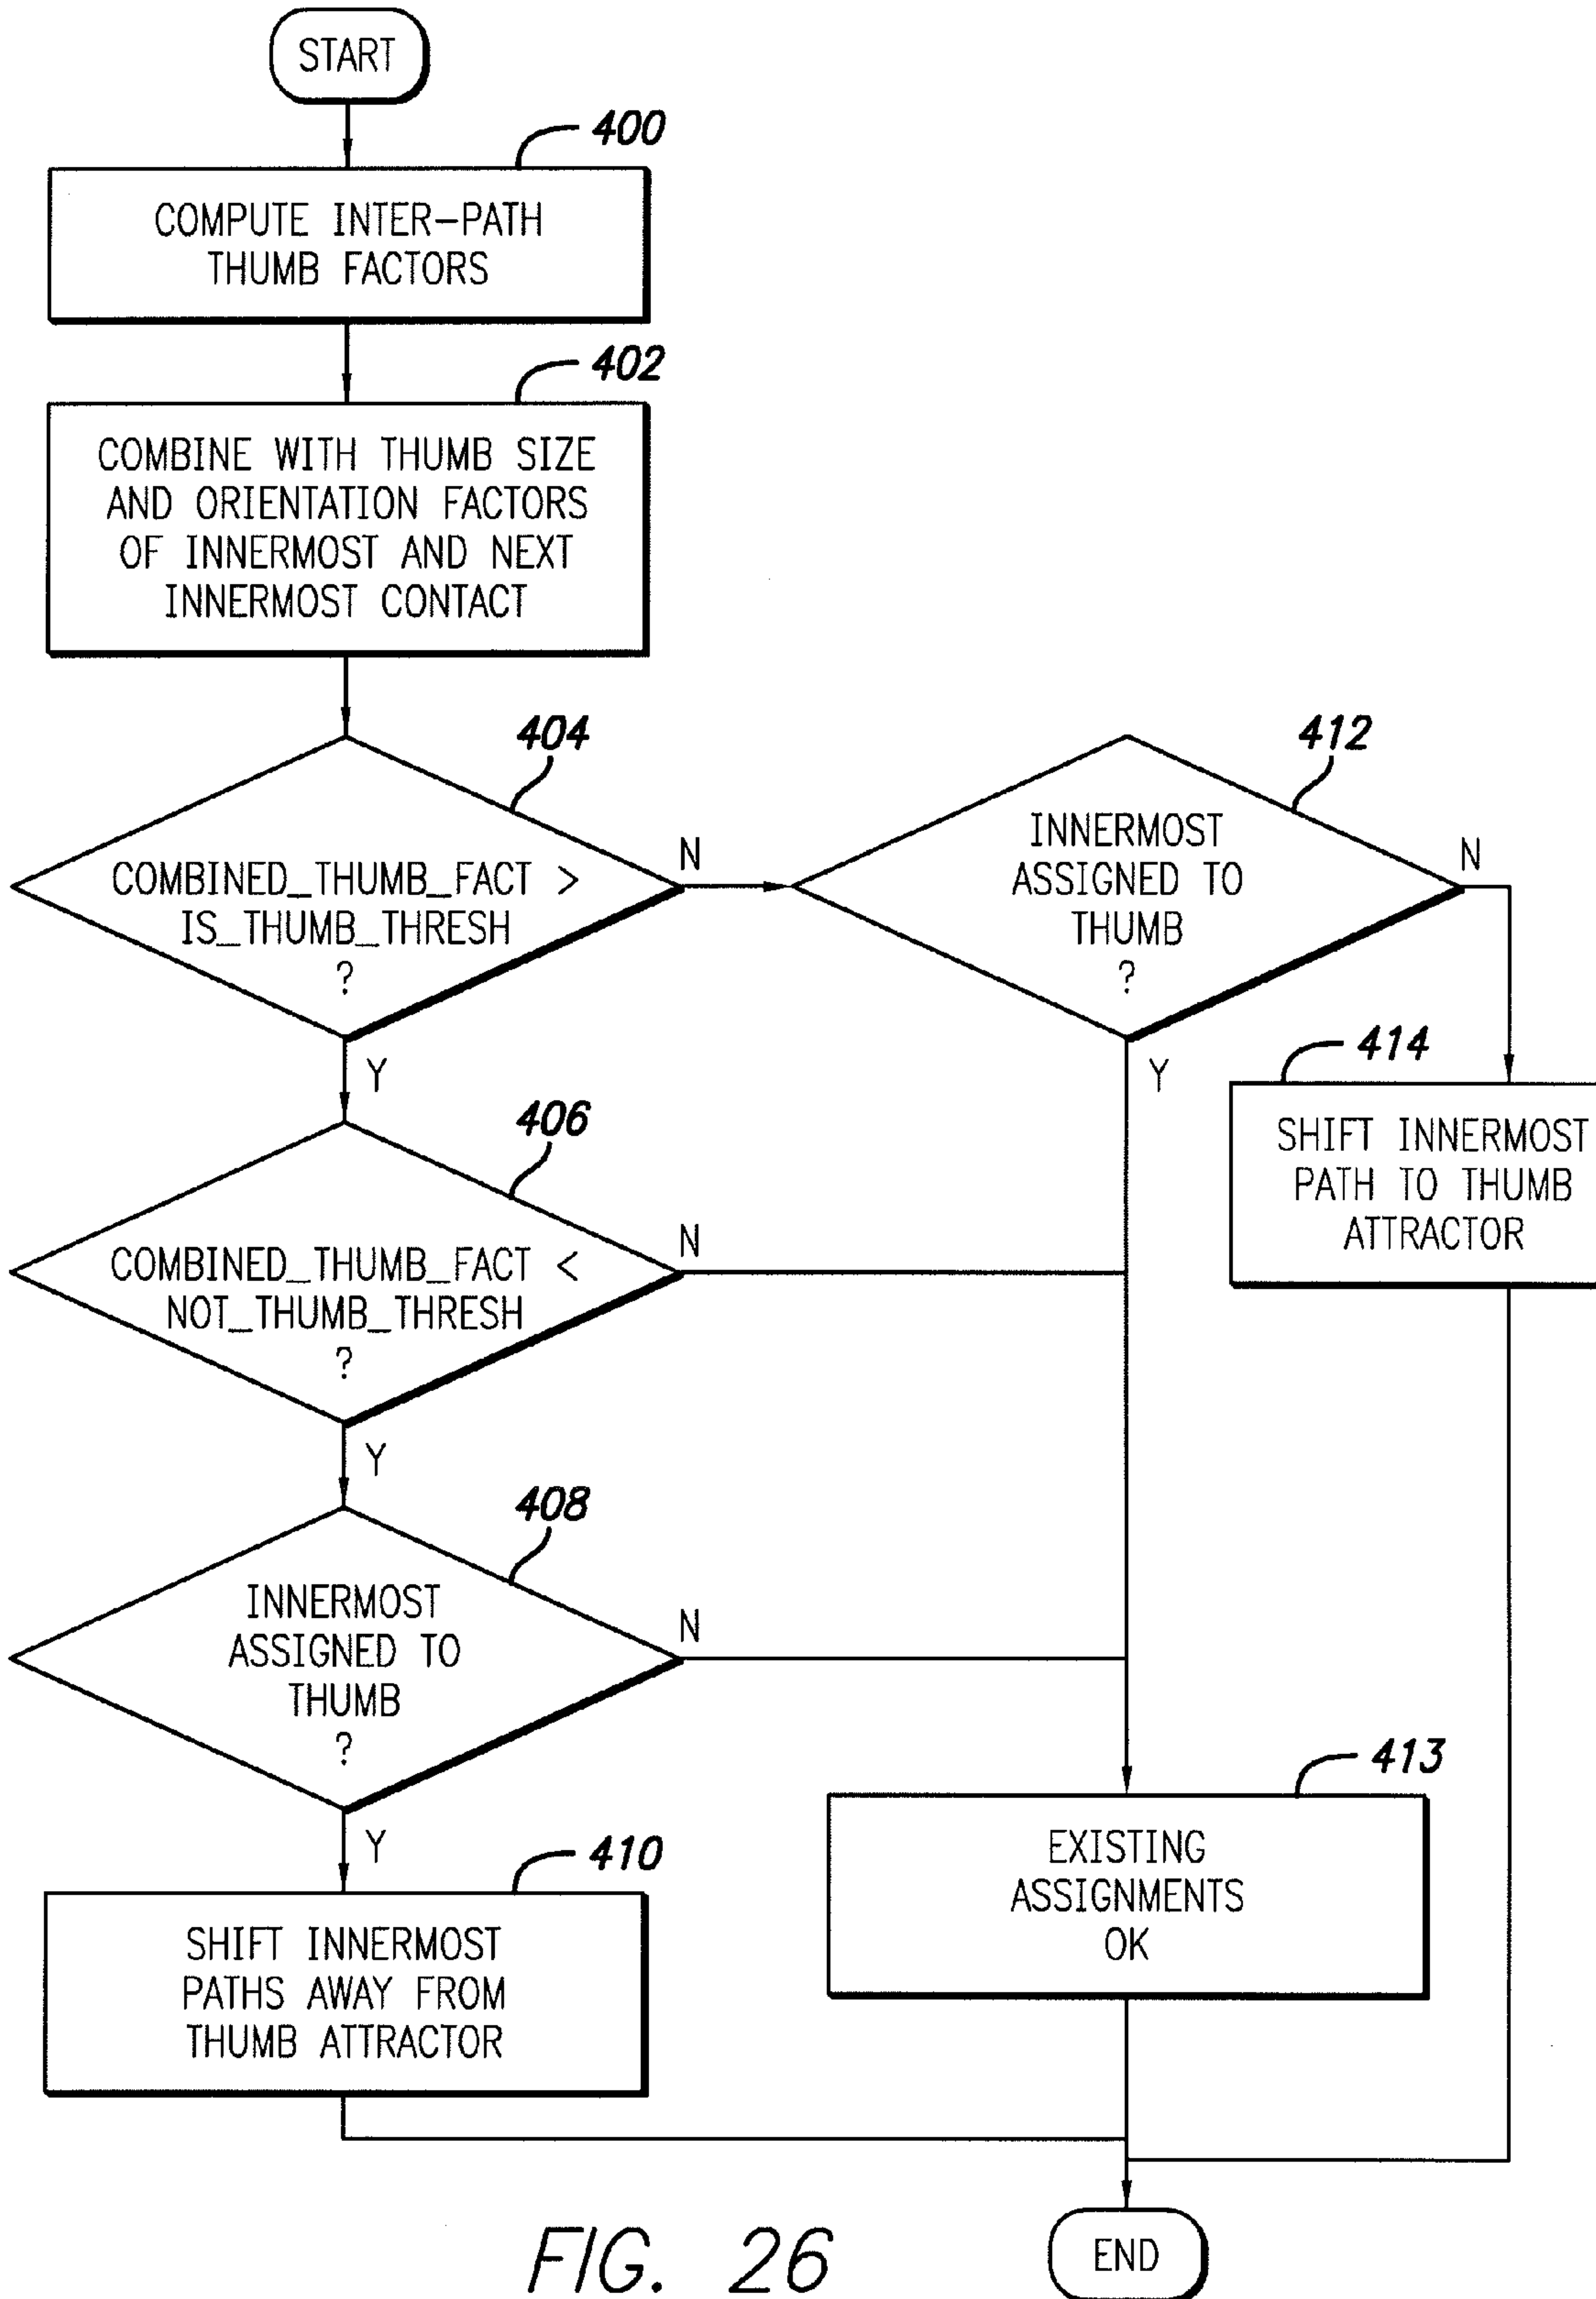 START
400
COMPUTE INTER-PATH
THUMB FACTORS
402
COMBINE WITH THUMB SIZE
AND ORIENTATION FACTORS
OF INNERMOST AND NEXT
INNERMOST CONTACT
404
COMBINED_THUMB_FACT >
IS_THUMB_THRESH
?
N
Y
412
INNERMOST
ASSIGNED TO
THUMB
?
N
Y
414
SHIFT INNERMOST
PATH TO THUMB
ATTRACTOR
406
COMBINED_THUMB_FACT <
NOT_THUMB_THRESH
?
N
Y
408
INNERMOST
ASSIGNED TO
THUMB
?
N
Y
410
SHIFT INNERMOST
PATHS AWAY FROM
THUMB ATTRACTOR
413
EXISTING
ASSIGNMENTS
OK
END
FIG. 26